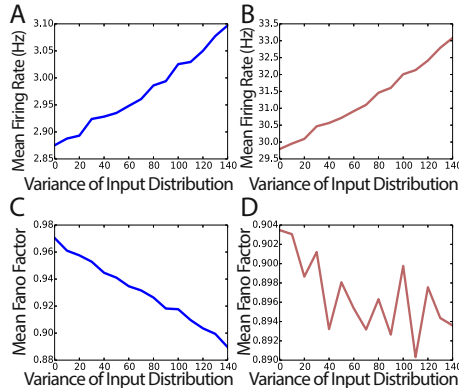 A
B
Mean Firing Rate (Hz)
3.10
3.05
3.00
2.95
2.90
2.85
0 20 40 60 80 100 120 140
Variance of Input Distribution
Mean Firing Rate (Hz)
33.5
33.0
32.5
32.0
31.5
31.0
30.5
30.0
29.5
0 20 40 60 80 100 120 140
Variance of Input Distribution
C
D
Mean Fano Factor
0.98
0.96
0.94
0.92
0.90
0.88
0 20 40 60 80 100 120 140
Variance of Input Distribution
Mean Fano Factor
0.904
0.902
0.900
0.898
0.896
0.894
0.892
0.890
0 20 40 60 80 100 120 140
Variance of Input Distribution